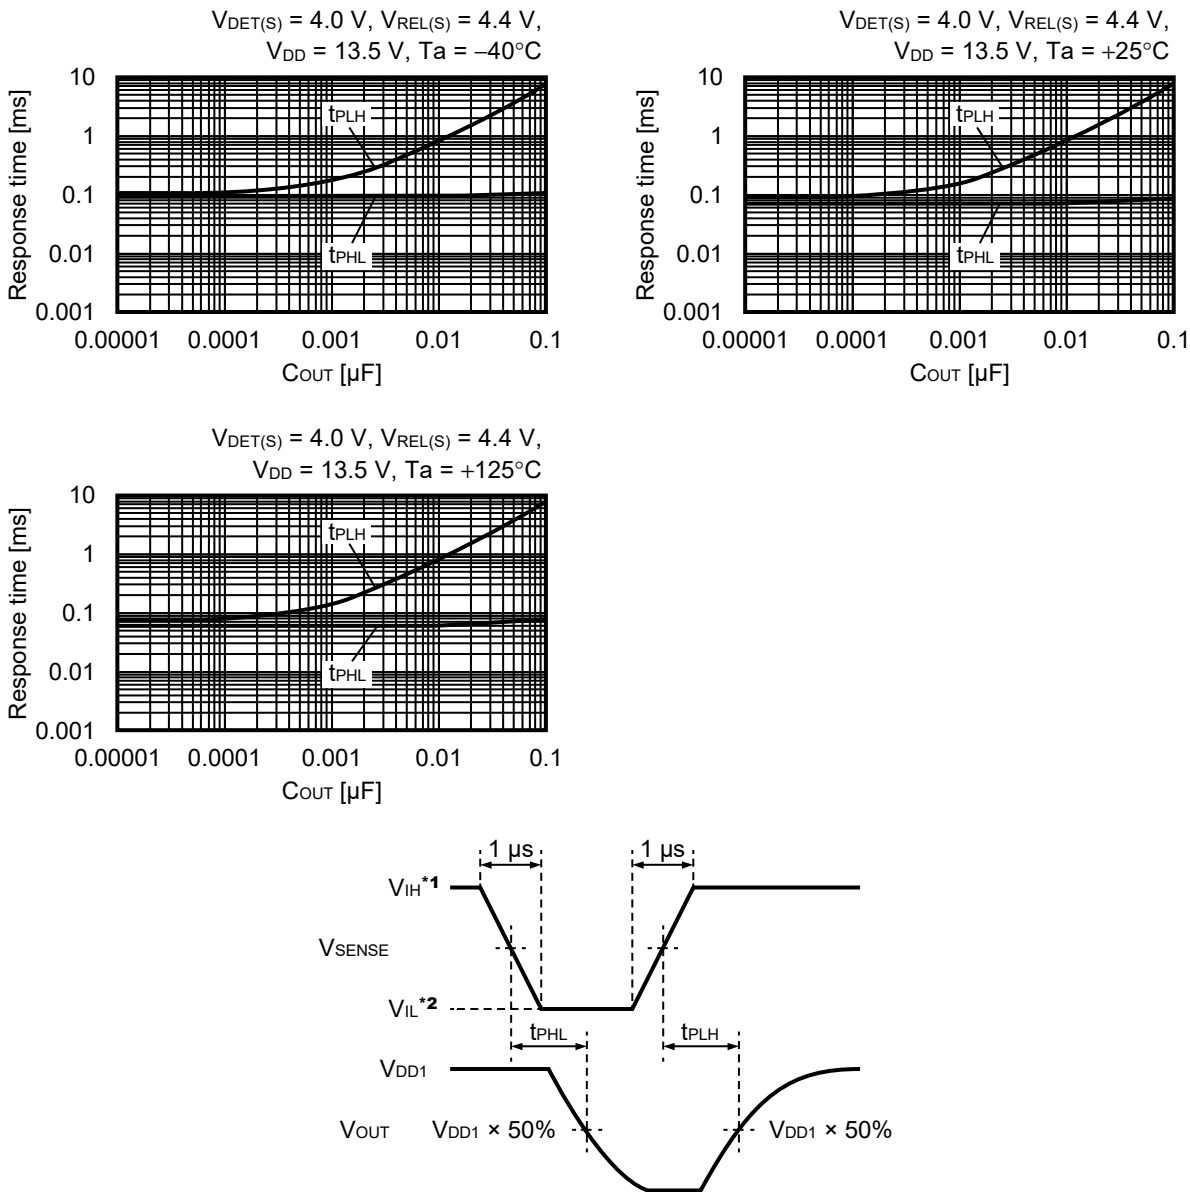 VDET(S) = 4.0 V, VREL(S) = 4.4 V,
VDD = 13.5 V, Ta = −40°C
Response time [ms]
10
1
0.1
0.01
0.001
tPLH
tPHL
0.00001
0.0001
0.001
0.01
0.1
COUT [µF]
VDET(S) = 4.0 V, VREL(S) = 4.4 V,
VDD = 13.5 V, Ta = +25°C
Response time [ms]
10
1
0.1
0.01
0.001
tPLH
tPHL
0.00001
0.0001
0.001
0.01
0.1
COUT [µF]
VDET(S) = 4.0 V, VREL(S) = 4.4 V,
VDD = 13.5 V, Ta = +125°C
Response time [ms]
10
1
0.1
0.01
0.001
tPLH
tPHL
0.00001
0.0001
0.001
0.01
0.1
COUT [µF]
1 µs
1 µs
VIH*1
VSENSE
VIL*2
tPHL
tPLH
VDD1
VOUT
VDD1 × 50%
VDD1 × 50%